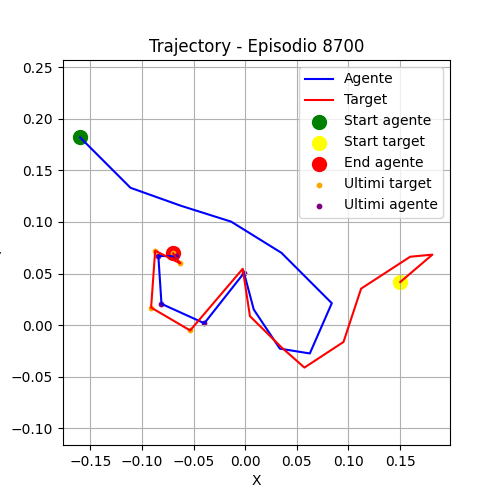 Trajectory - Episodio 8700
0.25
0.20
0.15
0.10
0.05
0.00
−0.05
−0.10
−0.15
−0.10
−0.05
0.00
0.05
0.10
0.15
X
Agente
Target
Start agente
Start target
End agente
Ultimi target
Ultimi agente